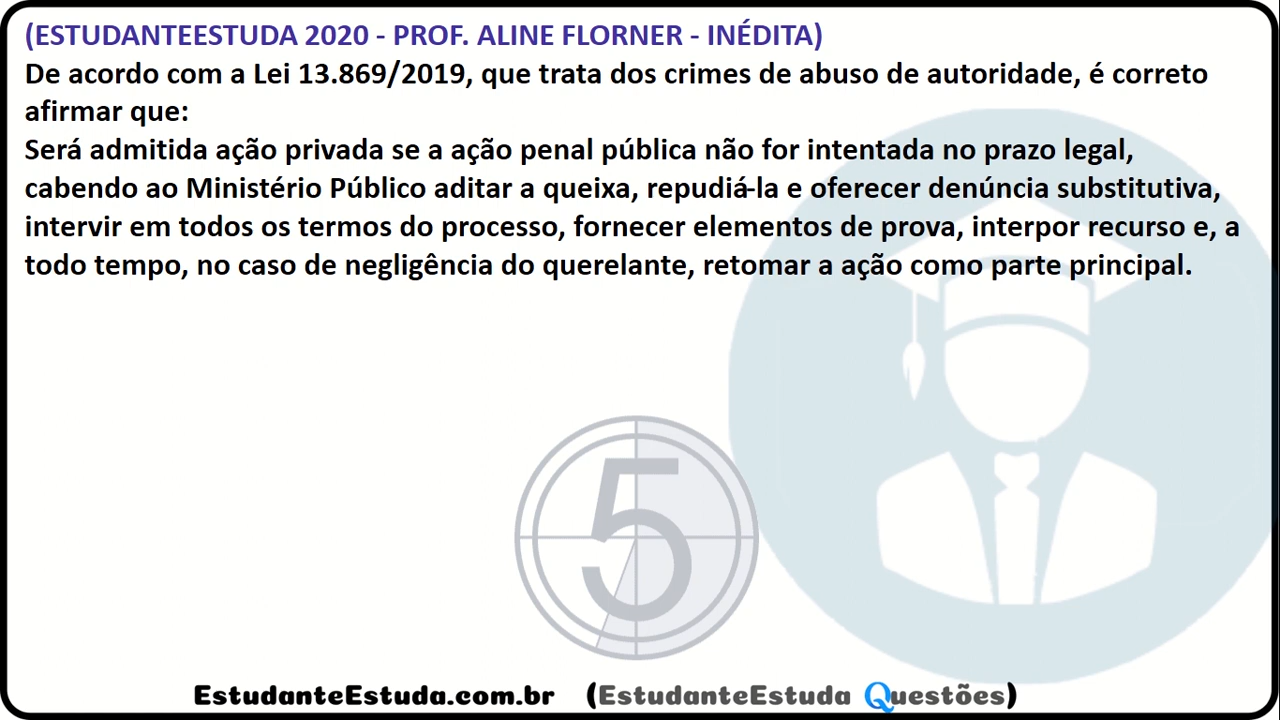 (ESTUDANTEESTUDA 2020 - PROF. ALINE FLORNER - INÉDITA)
De acordo com a Lei 13.869/2019, que trata dos crimes de abuso de autoridade, é correto
afirmar que:
Será admitida ação privada se a ação penal pública não for intentada no prazo legal,
cabendo ao Ministério Público aditar a queixa, repudiá-la e oferecer denúncia substitutiva,
intervir em todos os termos do processo, fornecer elementos de prova, interpor recurso e, a
todo tempo, no caso de negligência do querelante, retomar a ação como parte principal.
5
EstudanteEstuda.com.br (EstudanteEstuda Questões)